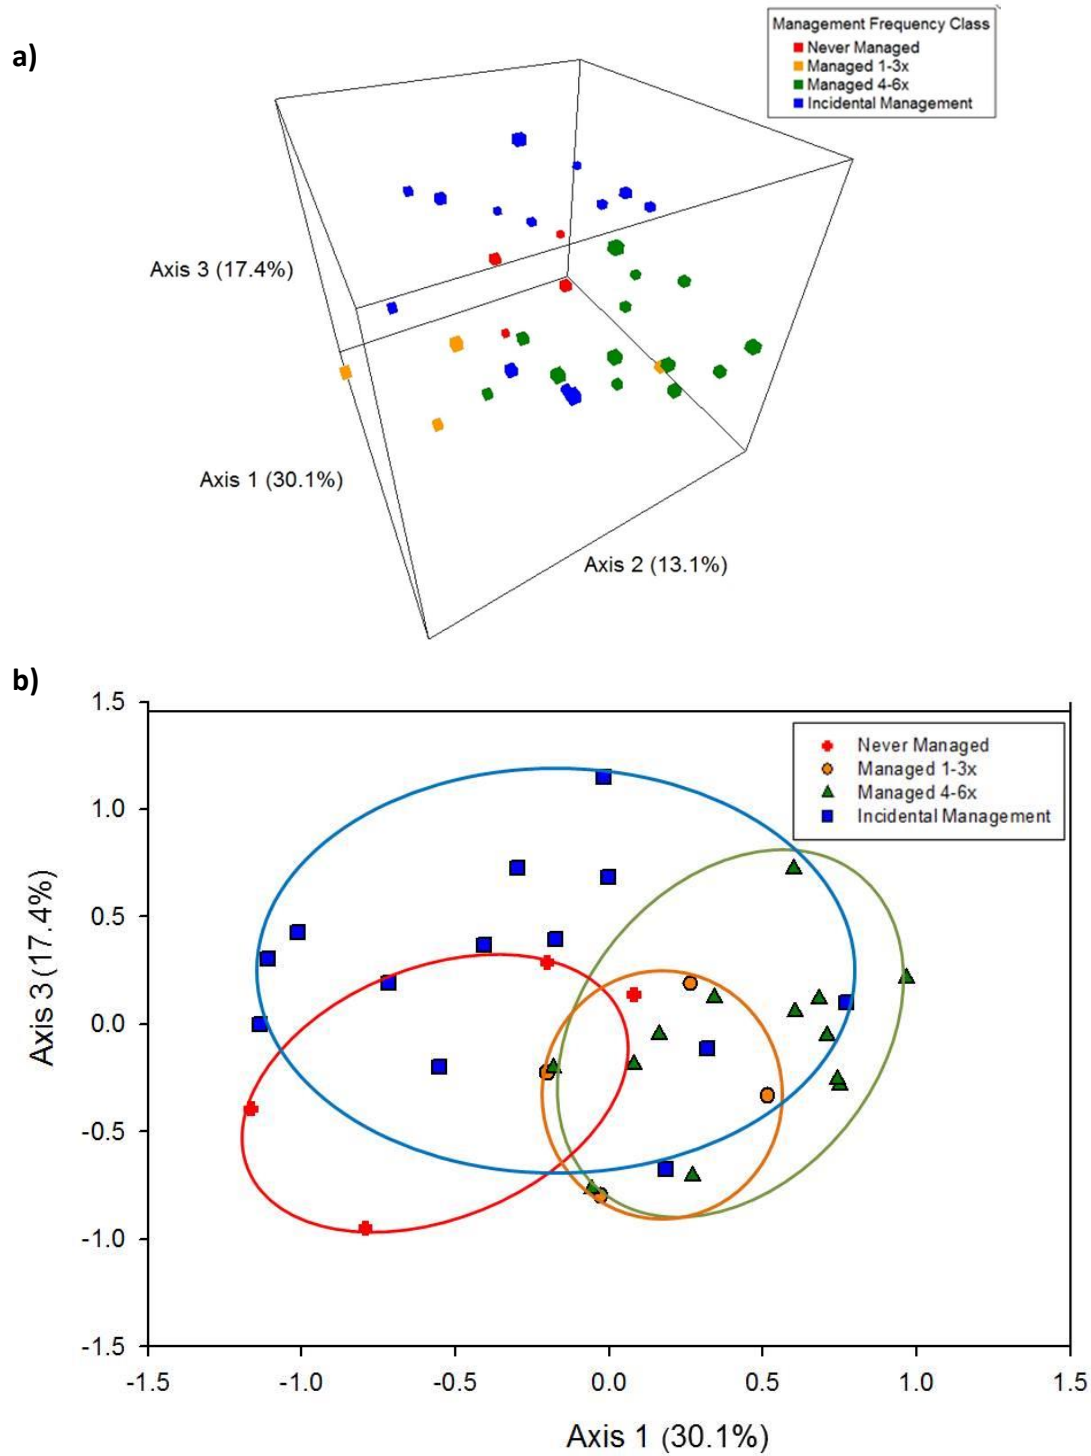 a)
Management Frequency Class
Never Managed
Managed 1-3x
Managed 4-6x
Incidental Management
Axis 3 (17.4%)
Axis 1 (30.1%)
Axis 2 (13.1%)
b)
1.5
1.0
0.5
0.0
-0.5
-1.0
-1.5
Axis 3 (17.4%)
Never Managed
Managed 1-3x
Managed 4-6x
Incidental Management
-1.5 -1.0 -0.5 0.0 0.5 1.0 1.5
Axis 1 (30.1%)